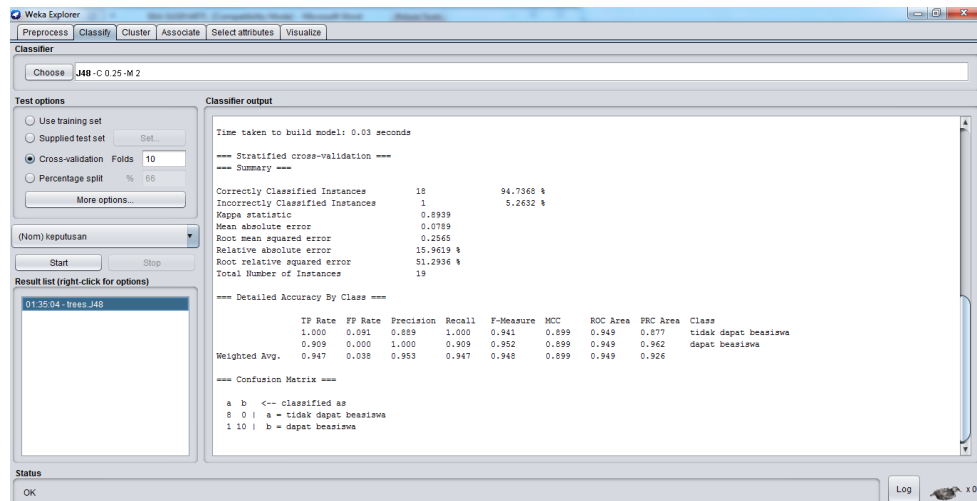 Weka Explorer
Preprocess Classify Cluster Associate Select attributes Visualize
Classifier
Choose J48 -C 0.25 -M 2
Test options
Use training set
Supplied test set Set...
Cross-validation Folds 10
Percentage split % 66
More options...
(Nom) keputusan
Start Stop
Result list (right-click for options)
01:35:04 - trees.J48
Classifier output
Time taken to build model: 0.03 seconds
=== Stratified cross-validation ===
=== Summary ===
Correctly Classified Instances 18 94.7368 %
Incorrectly Classified Instances 1 5.2632 %
Kappa statistic 0.8939
Mean absolute error 0.0789
Root mean squared error 0.2565
Relative absolute error 15.9619 %
Root relative squared error 51.2936 %
Total Number of Instances 19
=== Detailed Accuracy By Class ===
TP Rate FP Rate Precision Recall F-Measure MCC ROC Area PRC Area Class
1.000 0.091 0.889 1.000 0.941 0.899 0.949 0.877 tidak dapat beasiswa
0.909 0.000 1.000 0.909 0.952 0.899 0.949 0.962 dapat beasiswa
Weighted Avg. 0.947 0.038 0.953 0.947 0.948 0.899 0.949 0.926
=== Confusion Matrix ===
a b <-- classified as
8 0 | a = tidak dapat beasiswa
1 10 | b = dapat beasiswa
Status
OK
Log